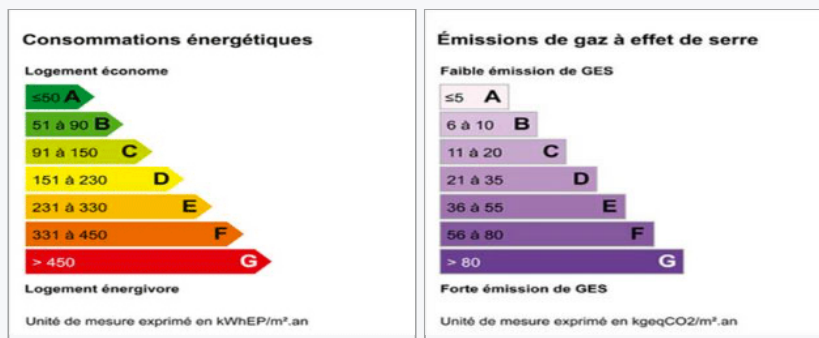 Consommations énergétiques
Logement économe
≤50 A
51 à 90 B
91 à 150 C
151 à 230 D
231 à 330 E
331 à 450 F
> 450 G
Logement énergivore
Unité de mesure exprimé en kWhEP/m².an
Émissions de gaz à effet de serre
Faible émission de GES
≤5 A
6 à 10 B
11 à 20 C
21 à 35 D
36 à 55 E
56 à 80 F
> 80 G
Forte émission de GES
Unité de mesure exprimé en kgeqCO2/m².an